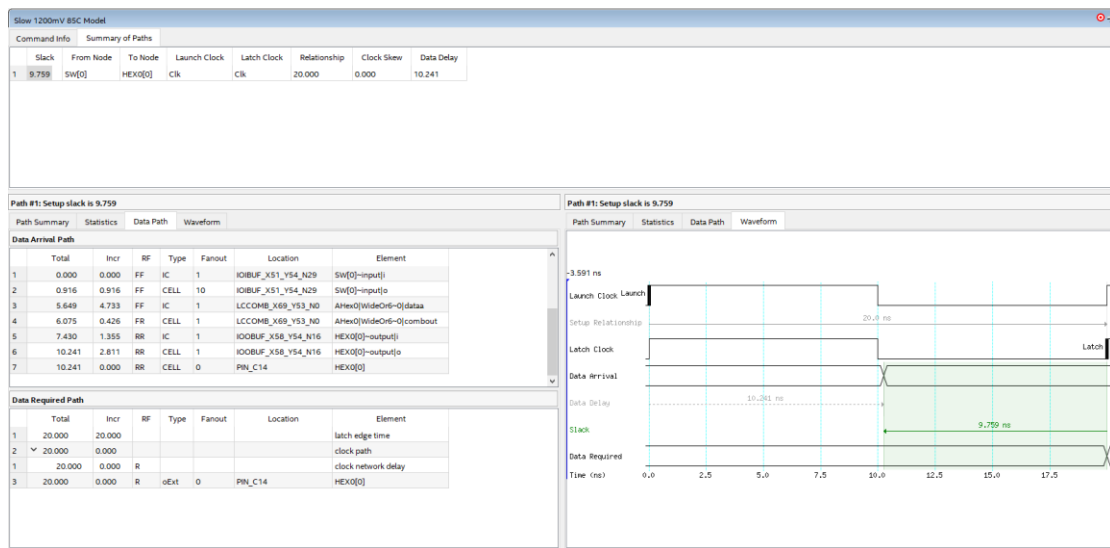 Slow 1200mV 85C Model
Command Info Summary of Paths
Slack From Node To Node Launch Clock Latch Clock Relationship Clock Skew Data Delay
1 9.759 SW[0] HEX0[0] Clk Clk 20.000 0.000 10.241
Path #1: Setup slack is 9.759
Path Summary Statistics Data Path Waveform
Data Arrival Path
Total Incr RF Type Fanout Location Element
1 0.000 0.000 FF IC 1 IOIBUF_X51_Y54_N29 SW[0]~input|i
2 0.916 0.916 FF CELL 10 IOIBUF_X51_Y54_N29 SW[0]~input|o
3 5.649 4.733 FF IC 1 LCCOMB_X69_Y53_N0 AHex0|WideOr6~0|dataa
4 6.075 0.426 FR CELL 1 LCCOMB_X69_Y53_N0 AHex0|WideOr6~0|combout
5 7.430 1.355 RR IC 1 IOOBUF_X58_Y54_N16 HEX0[0]~output|i
6 10.241 2.811 RR CELL 1 IOOBUF_X58_Y54_N16 HEX0[0]~output|o
7 10.241 0.000 RR CELL 0 PIN_C14 HEX0[0]
Data Required Path
Total Incr RF Type Fanout Location Element
1 20.000 20.000 latch edge time
2 20.000 0.000 clock path
1 20.000 0.000 R clock network delay
3 20.000 0.000 R oExt 0 PIN_C14 HEX0[0]
Path #1: Setup slack is 9.759
Path Summary Statistics Data Path Waveform
-3.591 ns
Launch Clock Launch
Setup Relationship 20.0 ns
Latch Clock Latch
Data Arrival
Data Delay 10.241 ns
Slack 9.759 ns
Data Required
Time (ns) 0.0 2.5 5.0 7.5 10.0 12.5 15.0 17.5